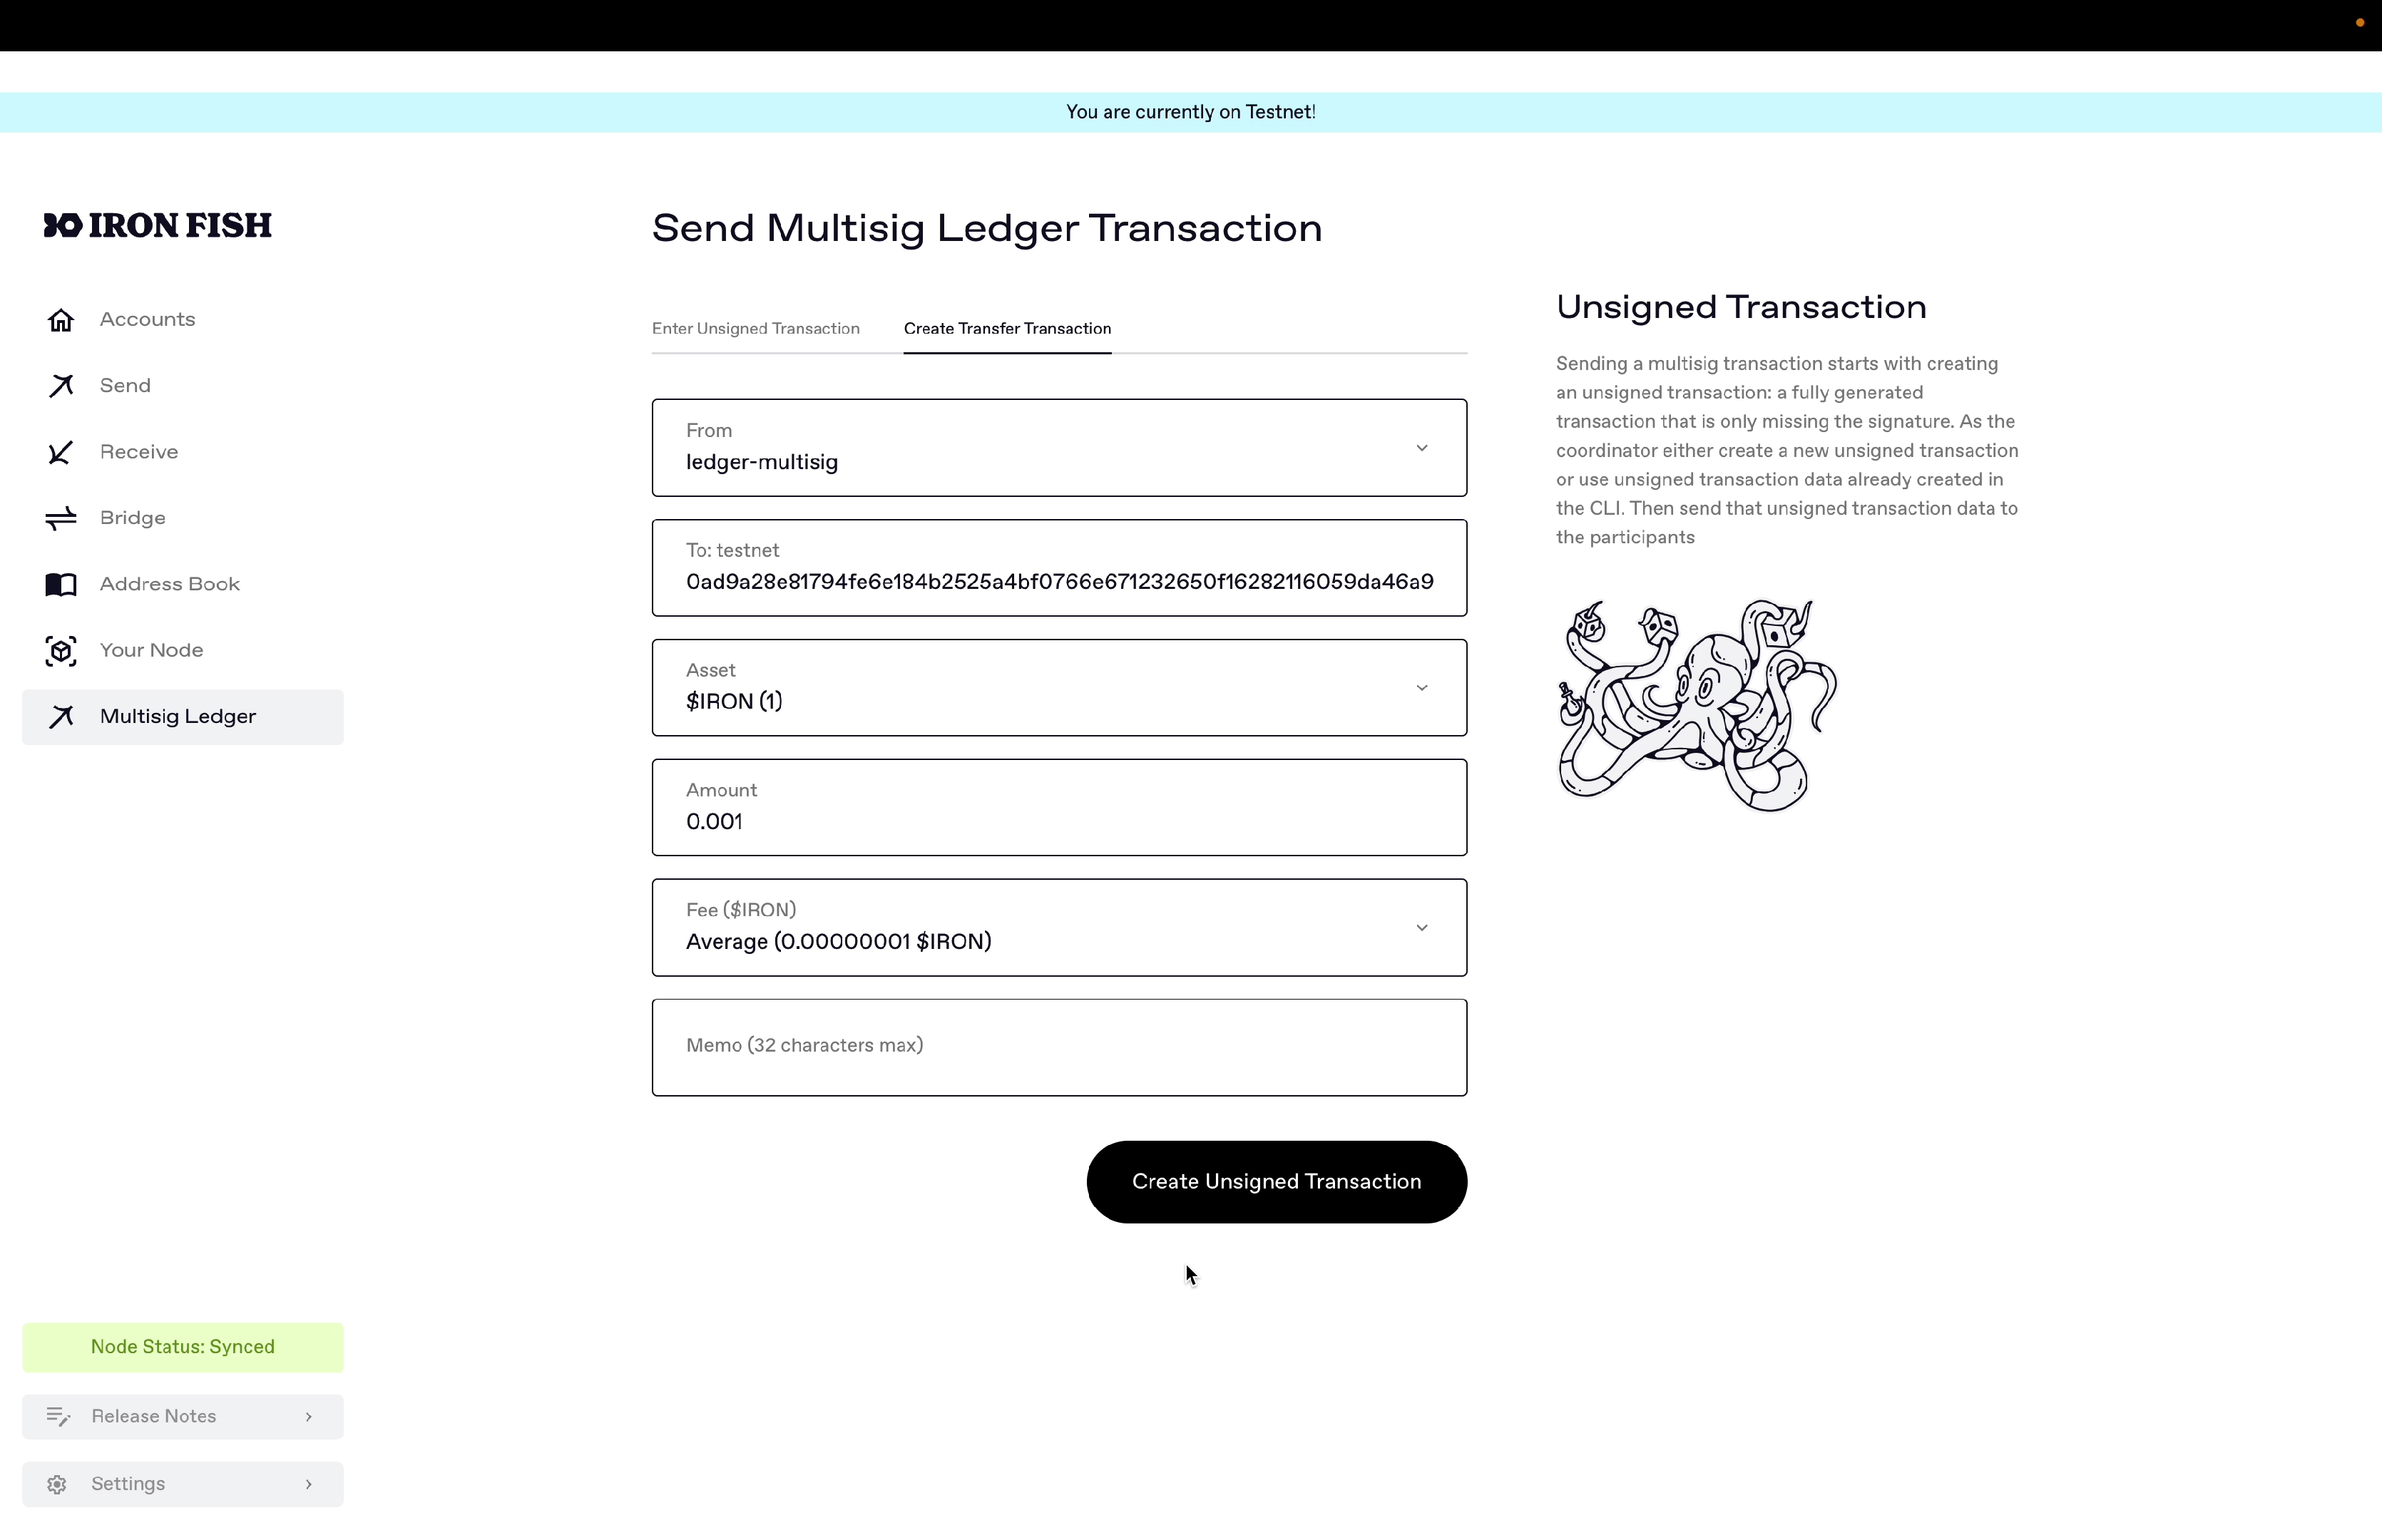 You are currently on Testnet!
IRON FISH
Accounts
Send
Receive
Bridge
Address Book
Your Node
Multisig Ledger
Node Status: Synced
Release Notes
Settings
Send Multisig Ledger Transaction
Enter Unsigned Transaction
Create Transfer Transaction
From
ledger-multisig
To: testnet
0ad9a28e81794fe6e184b2525a4bf0766e671232650f16282116059da46a9
Asset
$IRON (1)
Amount
0.001
Fee ($IRON)
Average (0.00000001 $IRON)
Memo (32 characters max)
Create Unsigned Transaction
Unsigned Transaction
Sending a multisig transaction starts with creating
an unsigned transaction: a fully generated
transaction that is only missing the signature. As the
coordinator either create a new unsigned transaction
or use unsigned transaction data already created in
the CLI. Then send that unsigned transaction data to
the participants